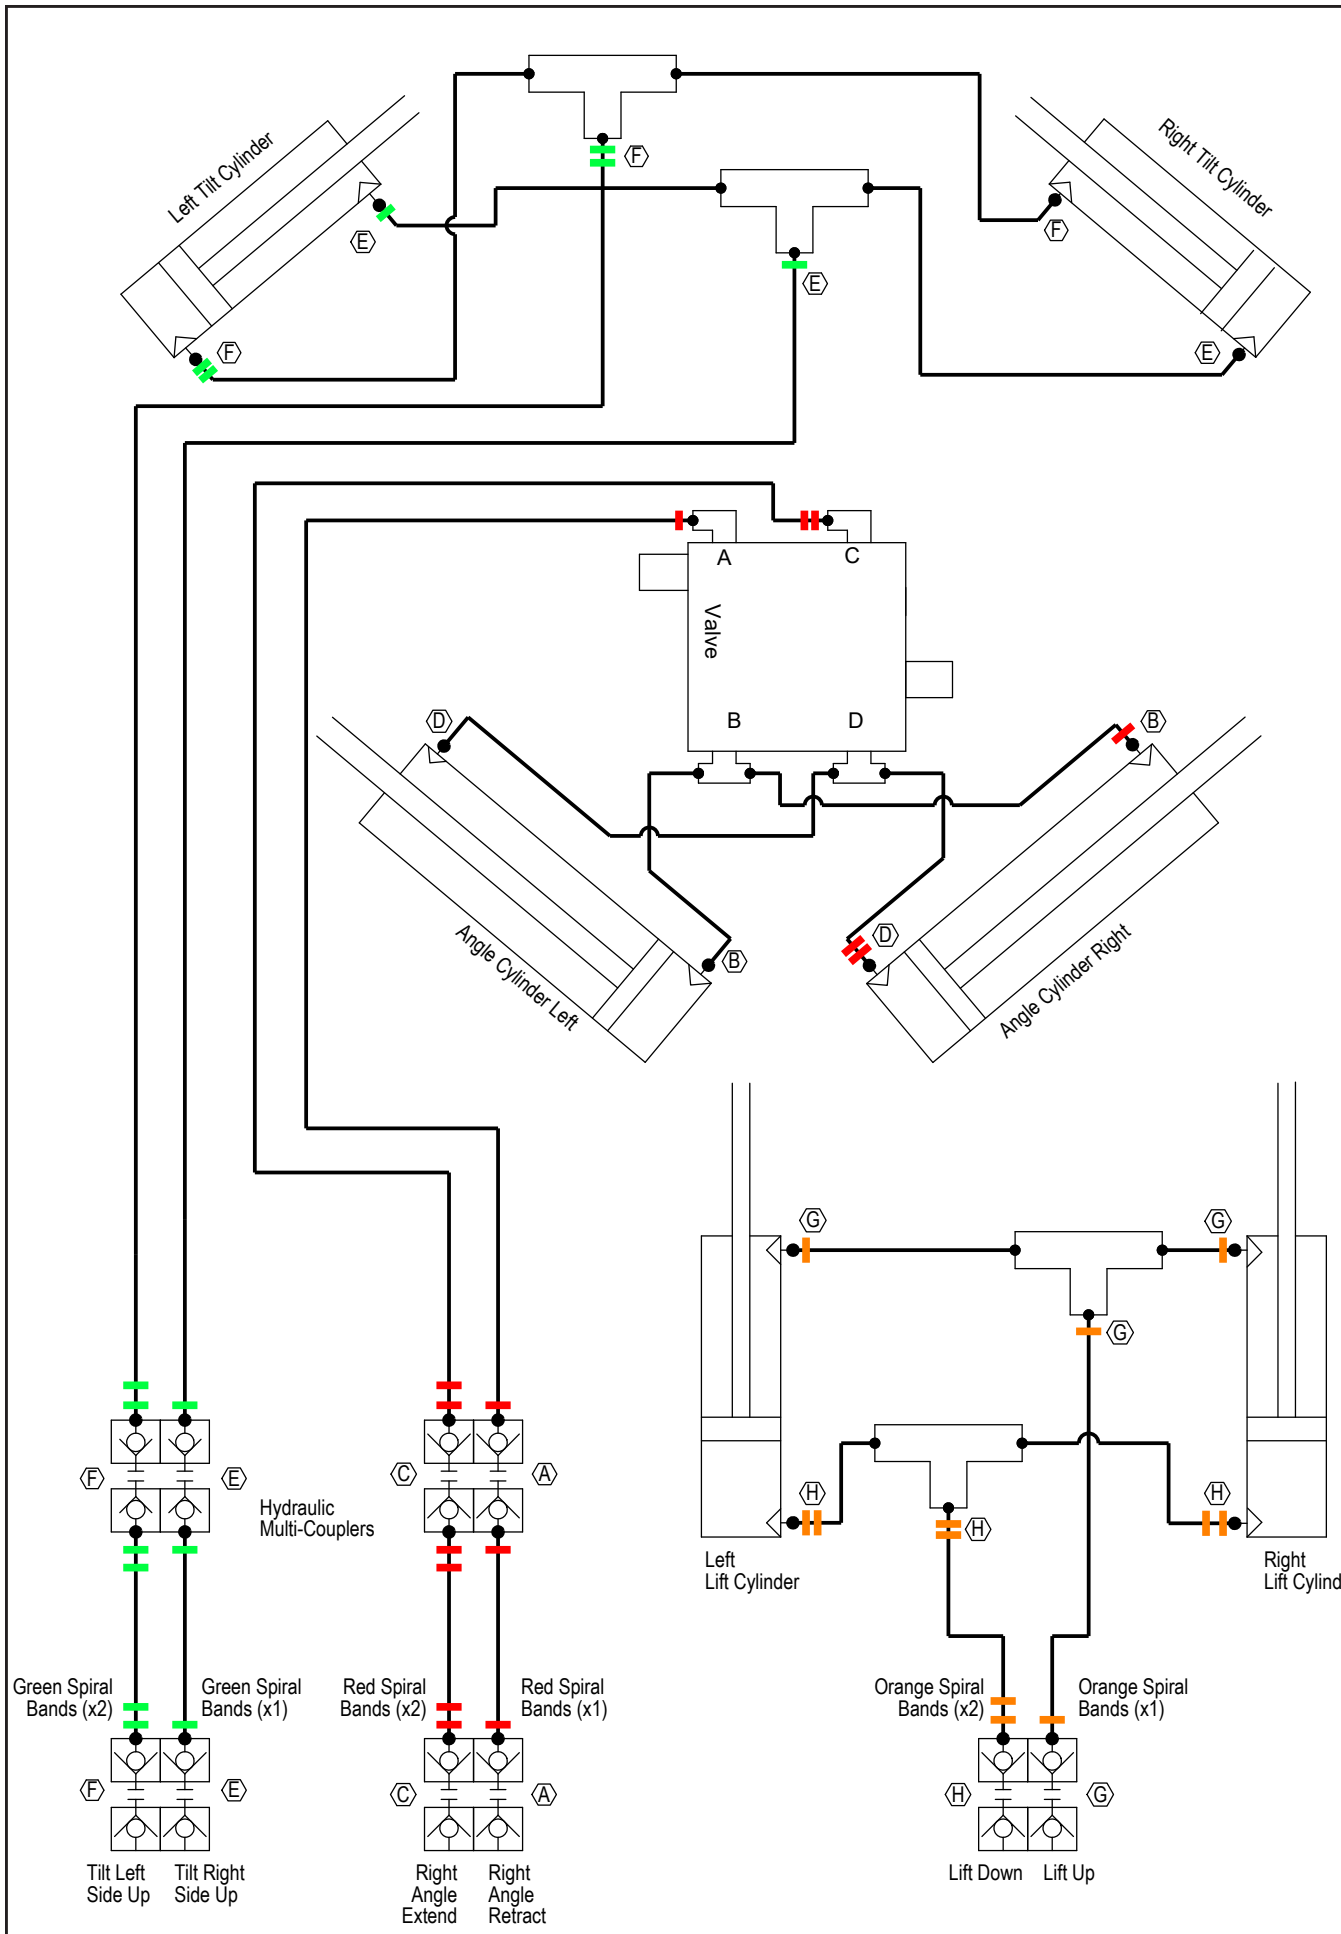 F
Left Tilt Cylinder
Right Tilt Cylinder
E
F
E
F
E
A
C
Valve
B
D
D
B
B
D
Angle Cylinder Left
Angle Cylinder Right
G
G
G
F
E
C
A
H
H
H
Hydraulic
Multi-Couplers
Left
Lift Cylinder
Right
Lift Cylind
Green Spiral
Bands (x2)
Green Spiral
Bands (x1)
Red Spiral
Bands (x2)
Red Spiral
Bands (x1)
Orange Spiral
Bands (x2)
Orange Spiral
Bands (x1)
F
E
C
A
H
G
Tilt Left
Side Up
Tilt Right
Side Up
Right
Angle
Extend
Right
Angle
Retract
Lift Down
Lift Up